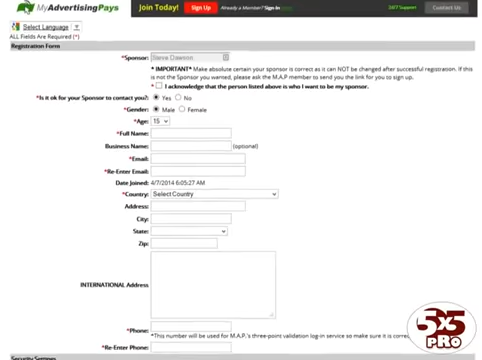 MyAdvertisingPays
Join Today! Sign Up Already a Member? Sign-in 24/7 Support Contact Us
Select Language ▼
ALL Fields Are Required (*)
Registration Form
*Sponsor: Steve Dawson
* IMPORTANT* Make absolute certain your sponsor is correct as it can NOT be changed after successful registration. If this
is not the Sponsor you wanted, please ask the M.A.P member to send you the link for you to sign up.
* I acknowledge that the person listed above is who I want to be my sponsor.
*Is it ok for your Sponsor to contact you?: Yes No
*Gender: Male Female
*Age: 15
*Full Name:
Business Name: (optional)
*Email:
*Re-Enter Email:
Date Joined: 4/7/2014 6:05:27 AM
*Country: Select Country
Address:
City:
State:
Zip:
INTERNATIONAL Address
*Phone:
*This number will be used for M.A.P.'s three-point validation log-in service so make sure it is
*Re-Enter Phone:
Security Settings
5x5
PRO